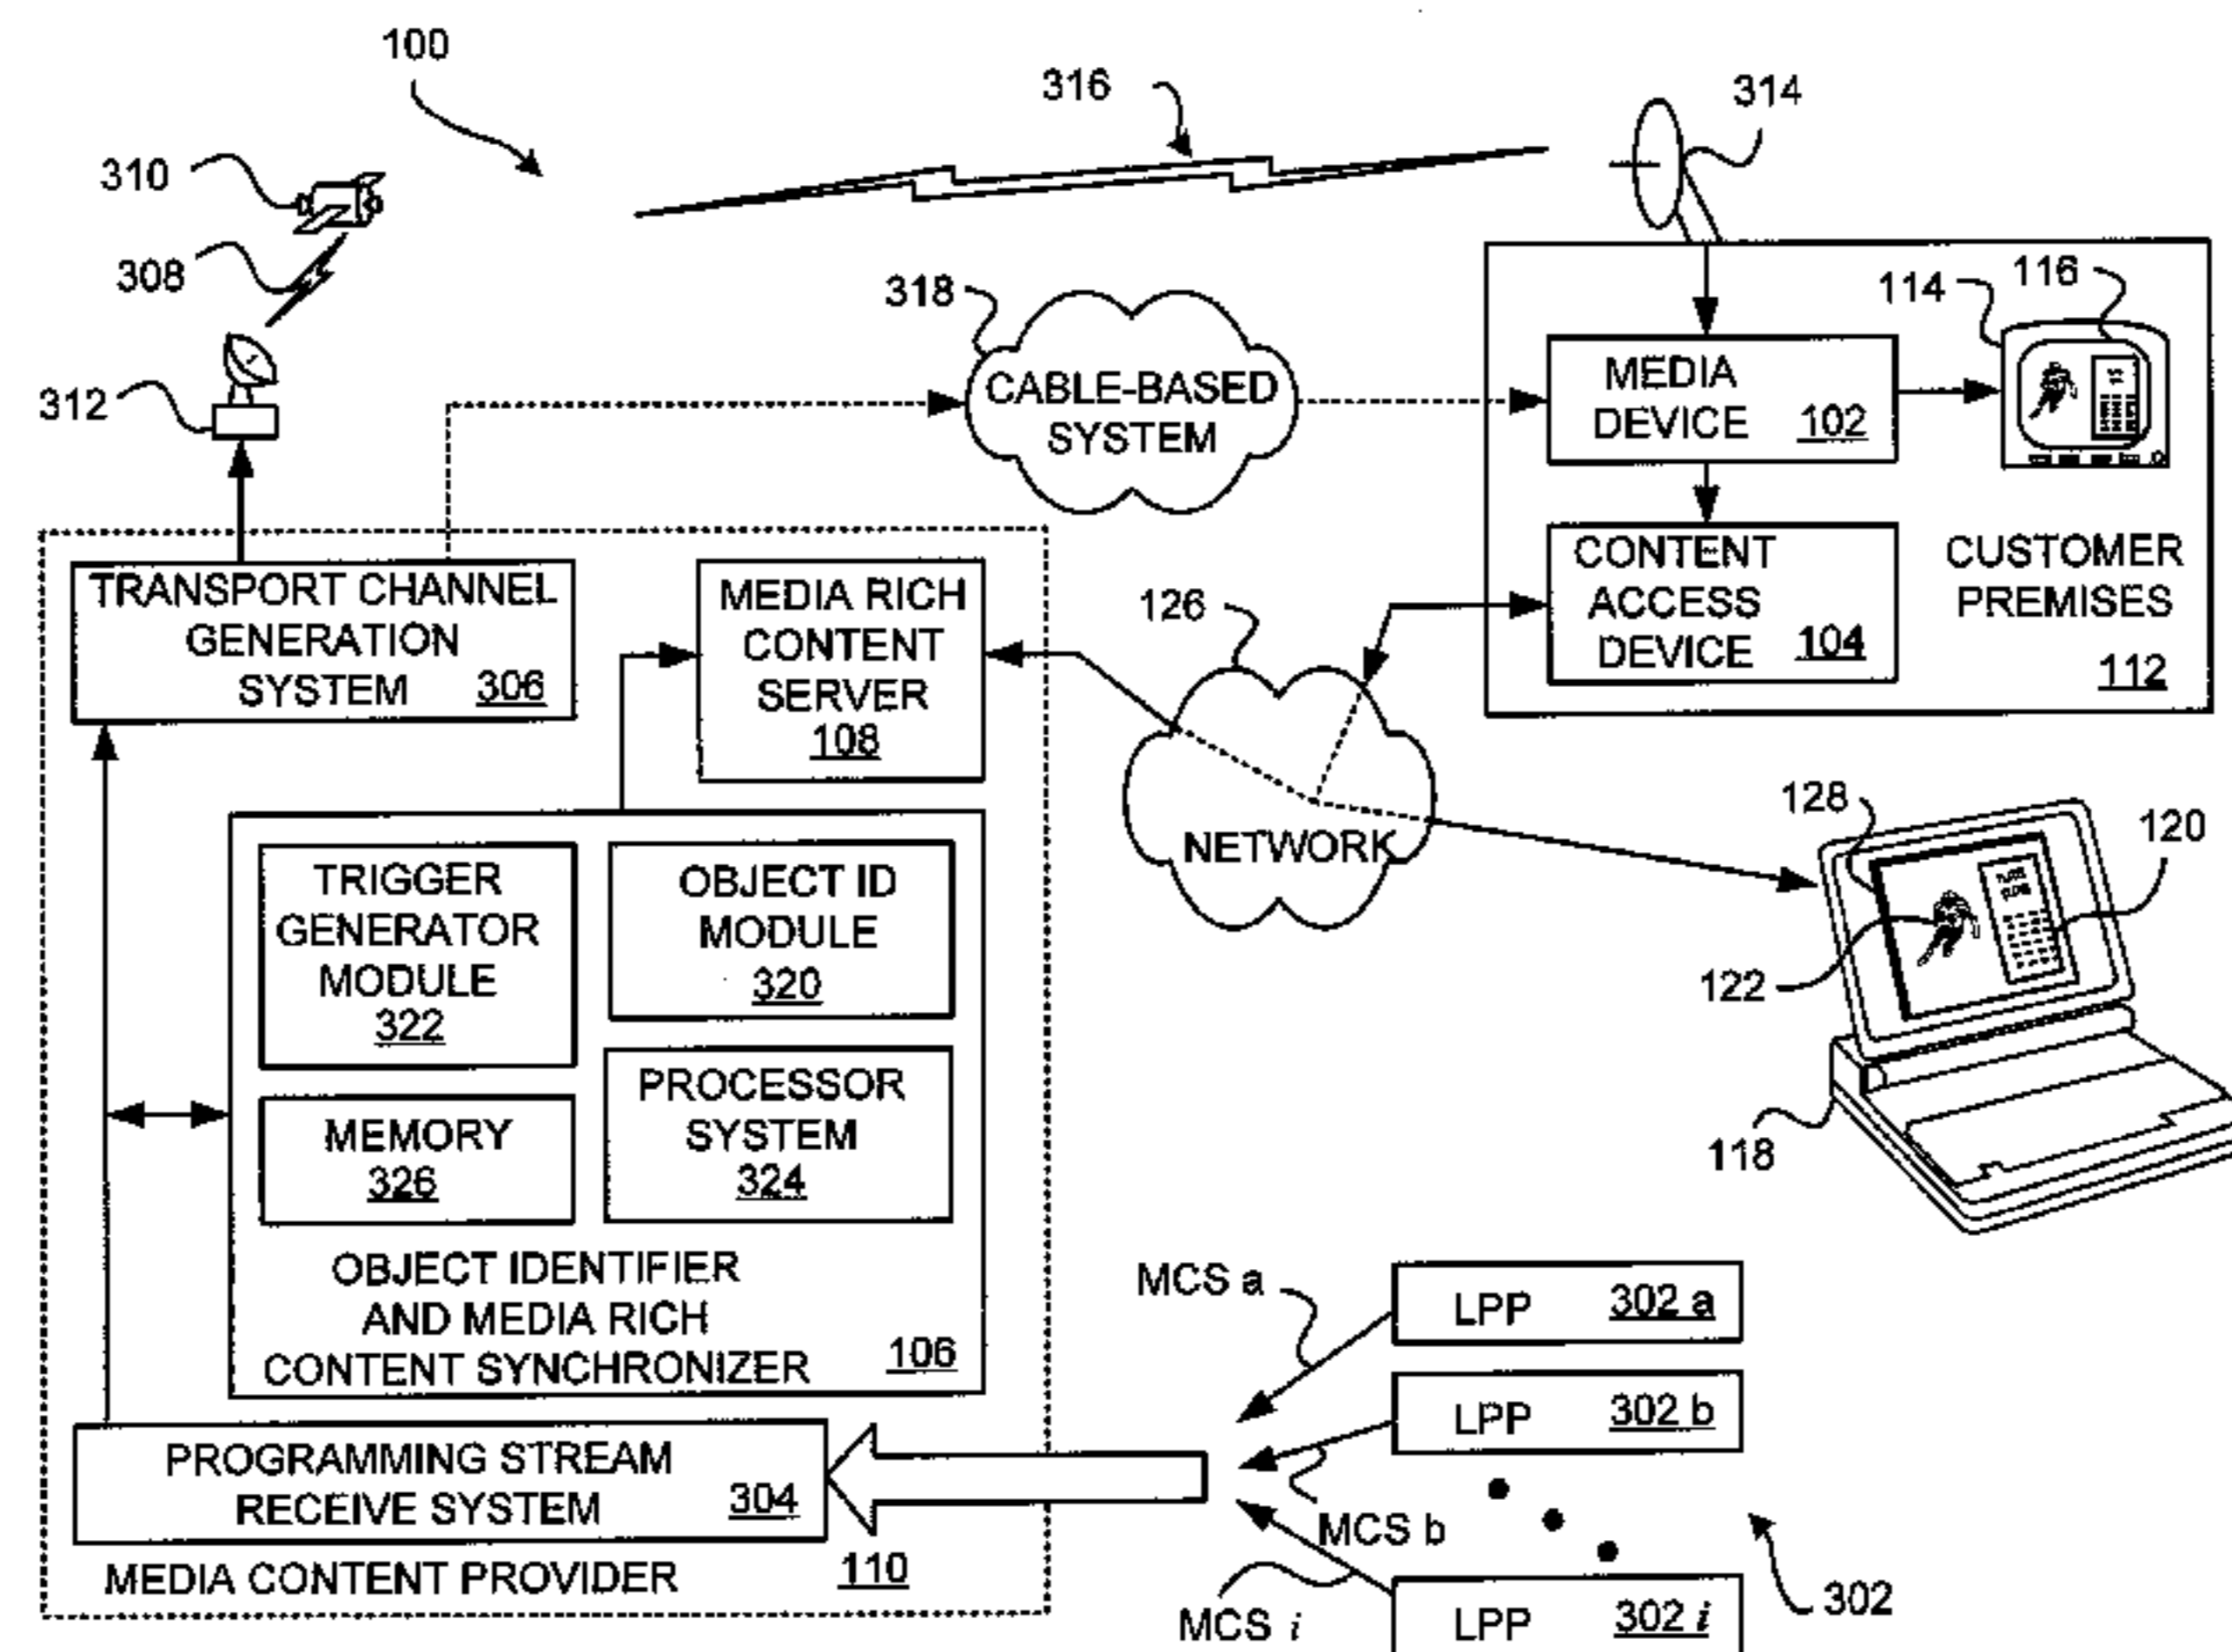 100
316
314
310
308
318
114
116
312
CABLE-BASED
SYSTEM
MEDIA
DEVICE 102
TRANSPORT CHANNEL
GENERATION
SYSTEM 306
MEDIA RICH
CONTENT
SERVER
108
126
CONTENT
ACCESS
DEVICE 104
CUSTOMER
PREMISES
112
NETWORK
128
120
122
118
TRIGGER
GENERATOR
MODULE
322
OBJECT ID
MODULE
320
MEMORY
326
PROCESSOR
SYSTEM
324
OBJECT IDENTIFIER
AND MEDIA RICH
CONTENT SYNCHRONIZER 106
PROGRAMMING STREAM
RECEIVE SYSTEM 304
MEDIA CONTENT PROVIDER 110
MCS a
LPP 302 a
LPP 302 b
MCS b
MCS i
LPP 302 i
302